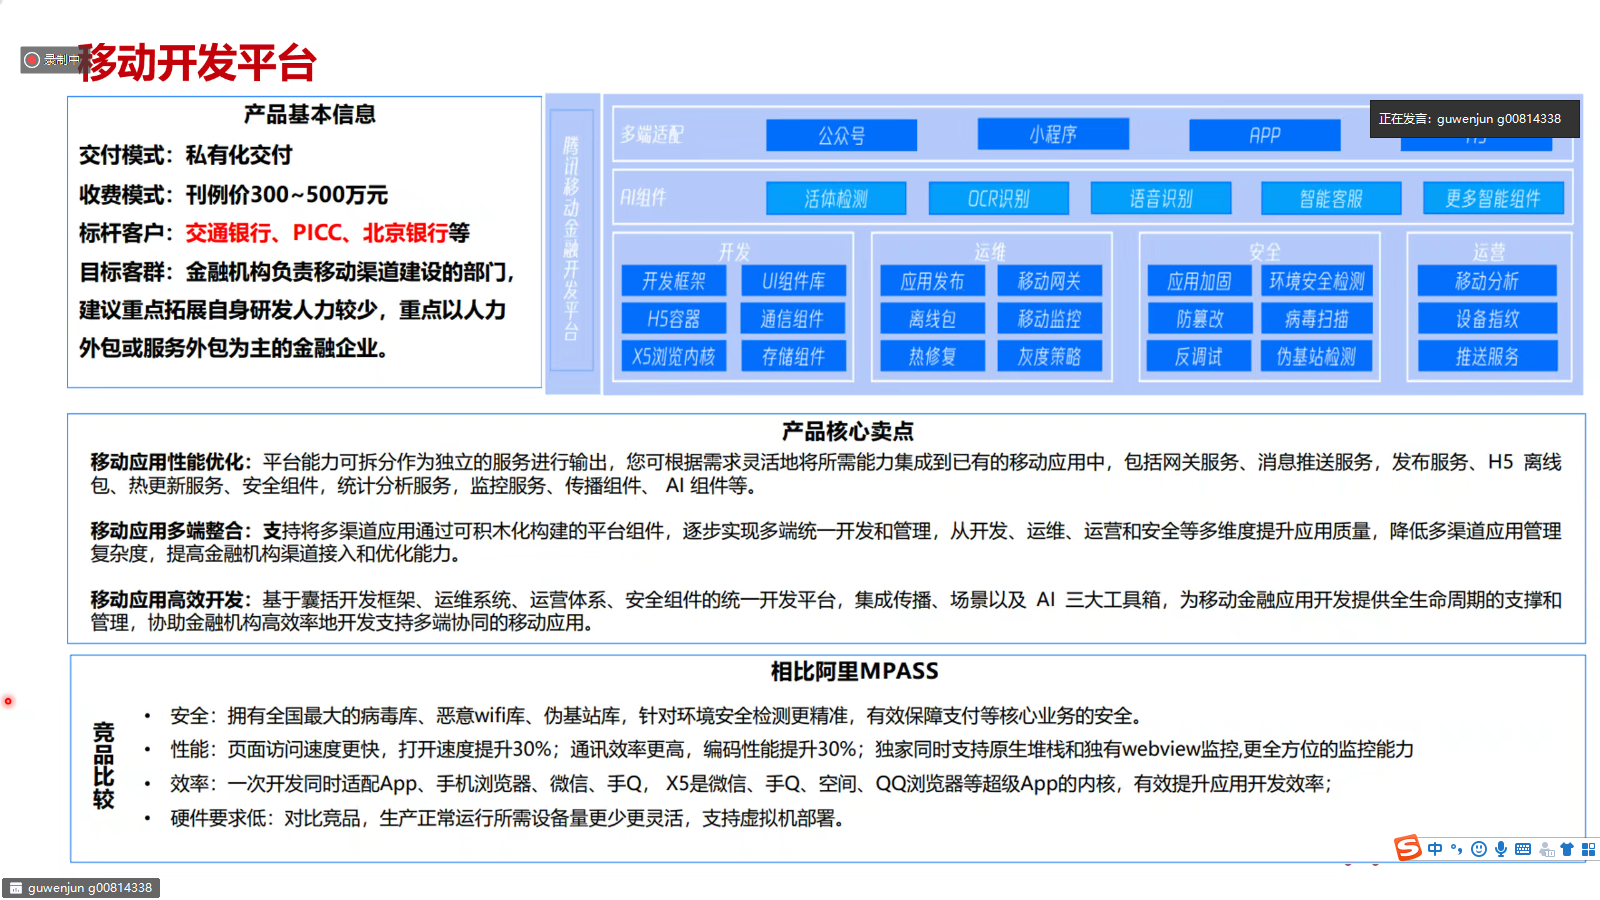 录制中
移动开发平台
产品基本信息
交付模式：私有化交付
收费模式：刊例价300~500万元
标杆客户：交通银行、PICC、北京银行等
目标客群：金融机构负责移动渠道建设的部门，
建议重点拓展自身研发人力较少，重点以人力
外包或服务外包为主的金融企业。
腾讯移动金融开发平台
多端适配
公众号
小程序
APP
正在发言：guwenjun g00814338
AI组件
活体检测
OCR识别
语音识别
智能客服
更多智能组件
开发
开发框架
UI组件库
H5容器
通信组件
X5浏览内核
存储组件
运维
应用发布
移动网关
离线包
移动监控
热修复
灰度策略
安全
应用加固
环境安全检测
防篡改
病毒扫描
反调试
伪基站检测
运营
移动分析
设备指纹
推送服务
产品核心卖点
移动应用性能优化：平台能力可拆分作为独立的服务进行输出，您可根据需求灵活地将所需能力集成到已有的移动应用中，包括网关服务、消息推送服务，发布服务、H5 离线
包、热更新服务、安全组件，统计分析服务，监控服务、传播组件、 AI 组件等。
移动应用多端整合：支持将多渠道应用通过可积木化构建的平台组件，逐步实现多端统一开发和管理，从开发、运维、运营和安全等多维度提升应用质量，降低多渠道应用管理
复杂度，提高金融机构渠道接入和优化能力。
移动应用高效开发：基于囊括开发框架、运维系统、运营体系、安全组件的统一开发平台，集成传播、场景以及 AI 三大工具箱，为移动金融应用开发提供全生命周期的支撑和
管理，协助金融机构高效率地开发支持多端协同的移动应用。
相比阿里MPASS
竞品比较
• 安全：拥有全国最大的病毒库、恶意wifi库、伪基站库，针对环境安全检测更精准，有效保障支付等核心业务的安全。
• 性能：页面访问速度更快，打开速度提升30%；通讯效率更高，编码性能提升30%；独家同时支持原生堆栈和独有webview监控,更全方位的监控能力
• 效率：一次开发同时适配App、手机浏览器、微信、手Q， X5是微信、手Q、空间、QQ浏览器等超级App的内核，有效提升应用开发效率；
• 硬件要求低：对比竞品，生产正常运行所需设备量更少更灵活，支持虚拟机部署。
中
guwenjun g00814338